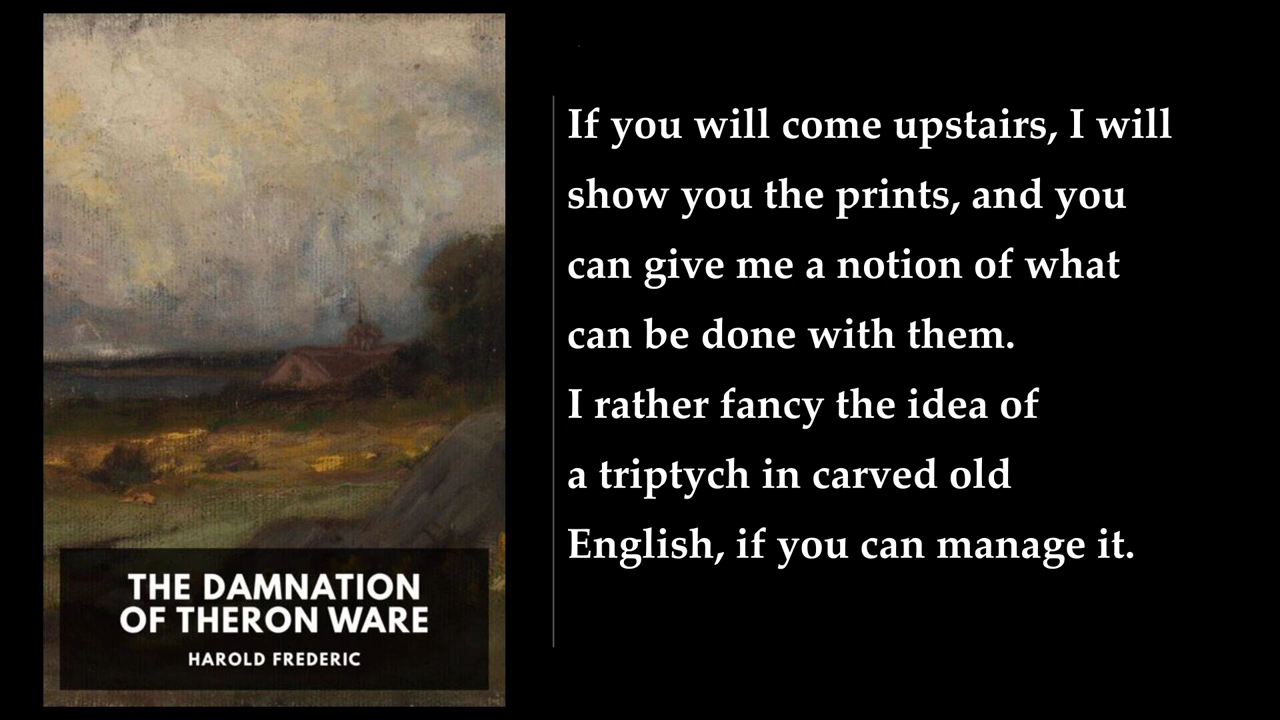 THE DAMNATION
OF THERON WARE
HAROLD FREDERIC
If you will come upstairs, I will
show you the prints, and you
can give me a notion of what
can be done with them.
I rather fancy the idea of
a triptych in carved old
English, if you can manage it.